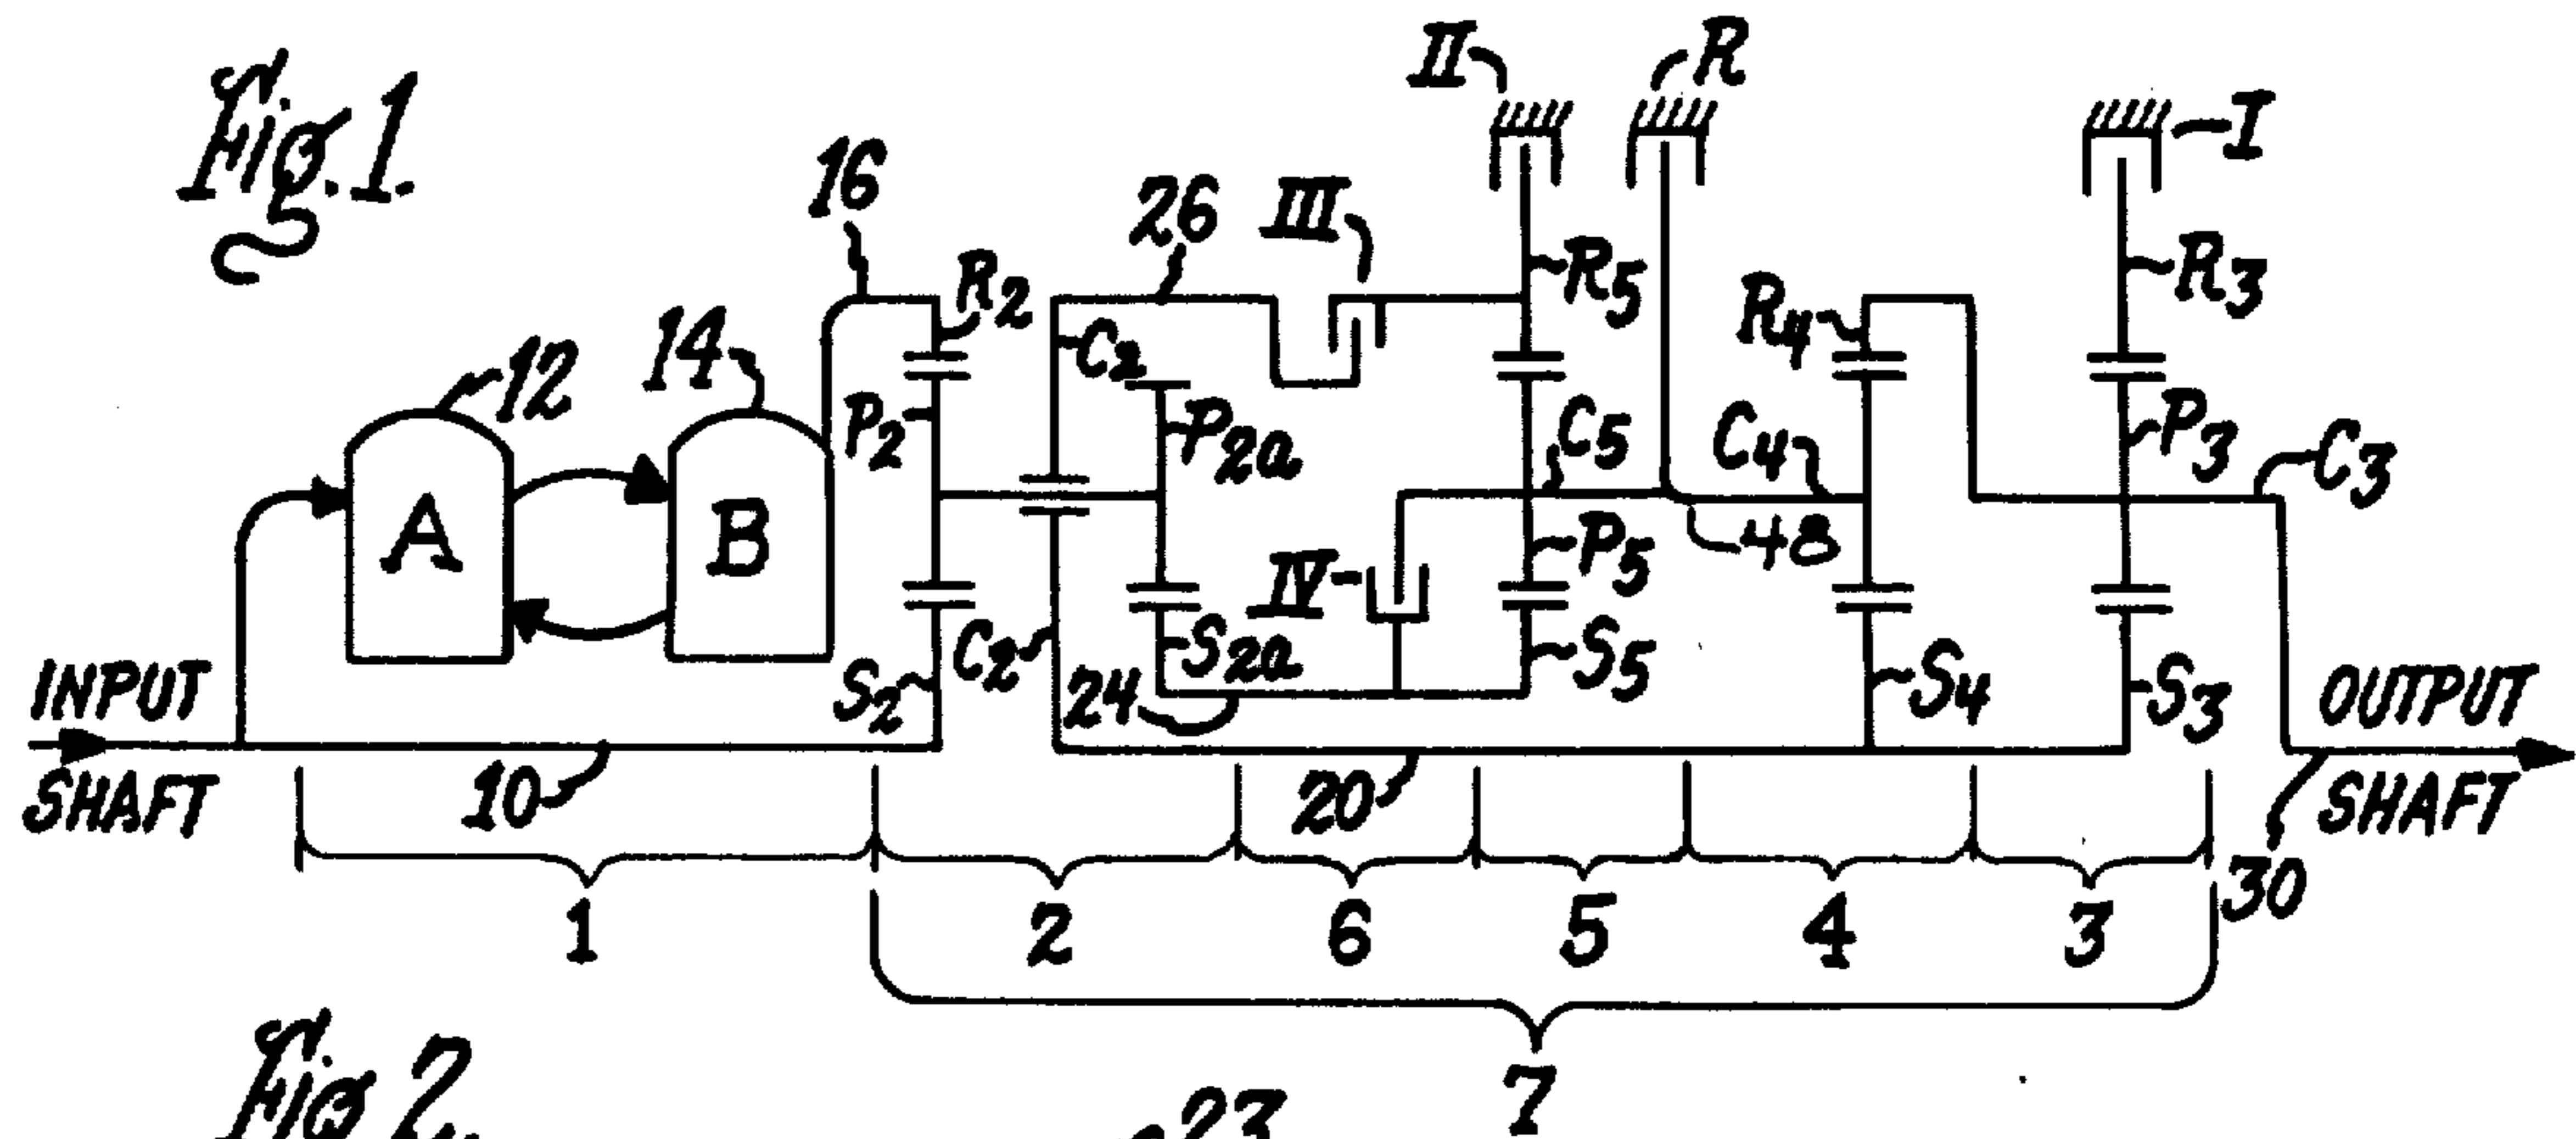 Fig. 1.
II
R
I
16
26
III
R2
R5
R3
12
14
C2
R4
P2
P2a
C5
C4
P3
C3
A
B
P5
48
IV
S2
C2
S2a
S5
S4
S3
24
INPUT
SHAFT
10
20
OUTPUT
SHAFT
30
1
2
6
5
4
3
7
Fig 2.
23